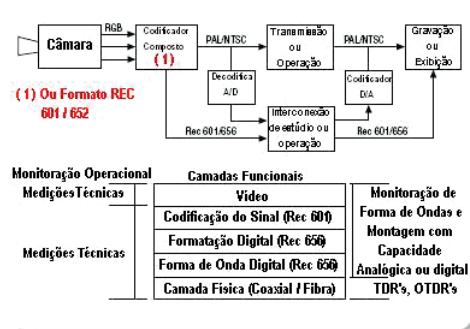 RGB
Câmara
Codificador
Composto
(1)
PAL/NTSC
Transmissão
ou
Operação
PAL/NTSC
Gravação
ou
Exibição
(1) Ou Formato REC
601 / 652
Decodifica
A/D
Codificador
D/A
Interconexão
de estúdio ou
operação
Rec 601/656
Rec 601/656
Monitoração Operacional
Medições Técnicas
Medições Técnicas
Camadas Funcionais
Vídeo
Codificação do Sinal (Rec 601)
Formatação Digital (Rec 656)
Forma de Onda Digital (Rec 656)
Camada Física (Coaxial / Fibra)
Monitoração de
Forma de Ondas e
Montagem com
Capacidade
Analógica ou digital
TDR's, OTDR's